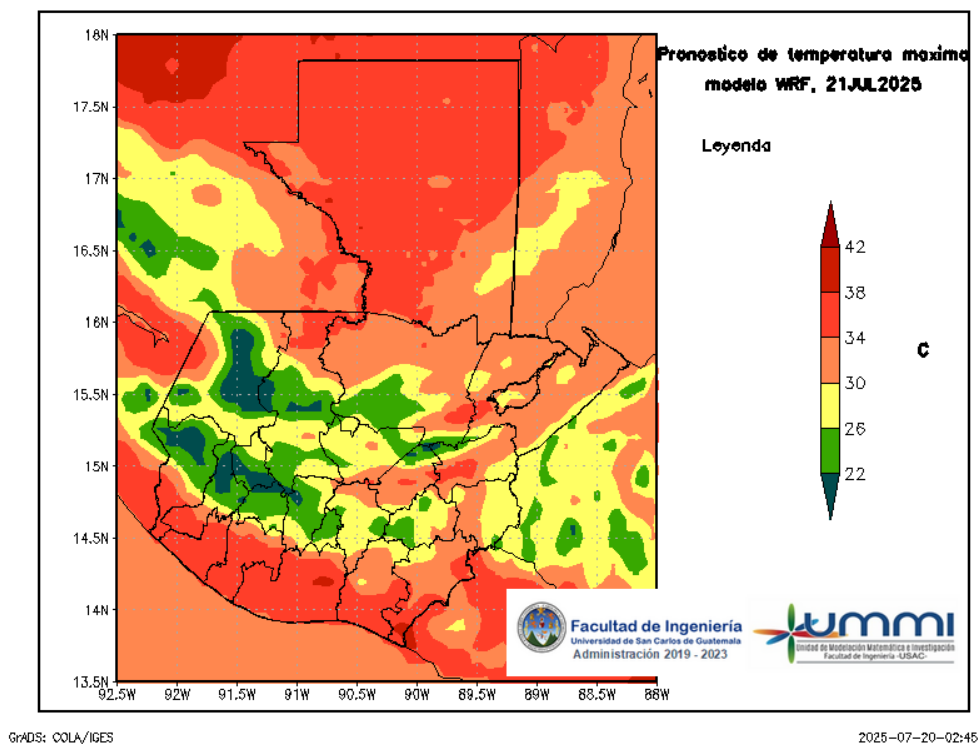 Pronostico de temperatura maxima
modelo WRF, 21JUL2025
Leyenda
42
38
34
30
26
22
C
18N
17.5N
17N
16.5N
16N
15.5N
15N
14.5N
14N
13.5N
92.5W 92W 91.5W 91W 90.5W 90W 89.5W 89W 88.5W 88W
Facultad de Ingeniería
Universidad de San Carlos de Guatemala
Administración 2019 - 2023
ummi
Unidad de Modelación Matemática e Investigación
Facultad de Ingeniería -USAC-
GrADS: COLA/IGES
2025-07-20-02:45